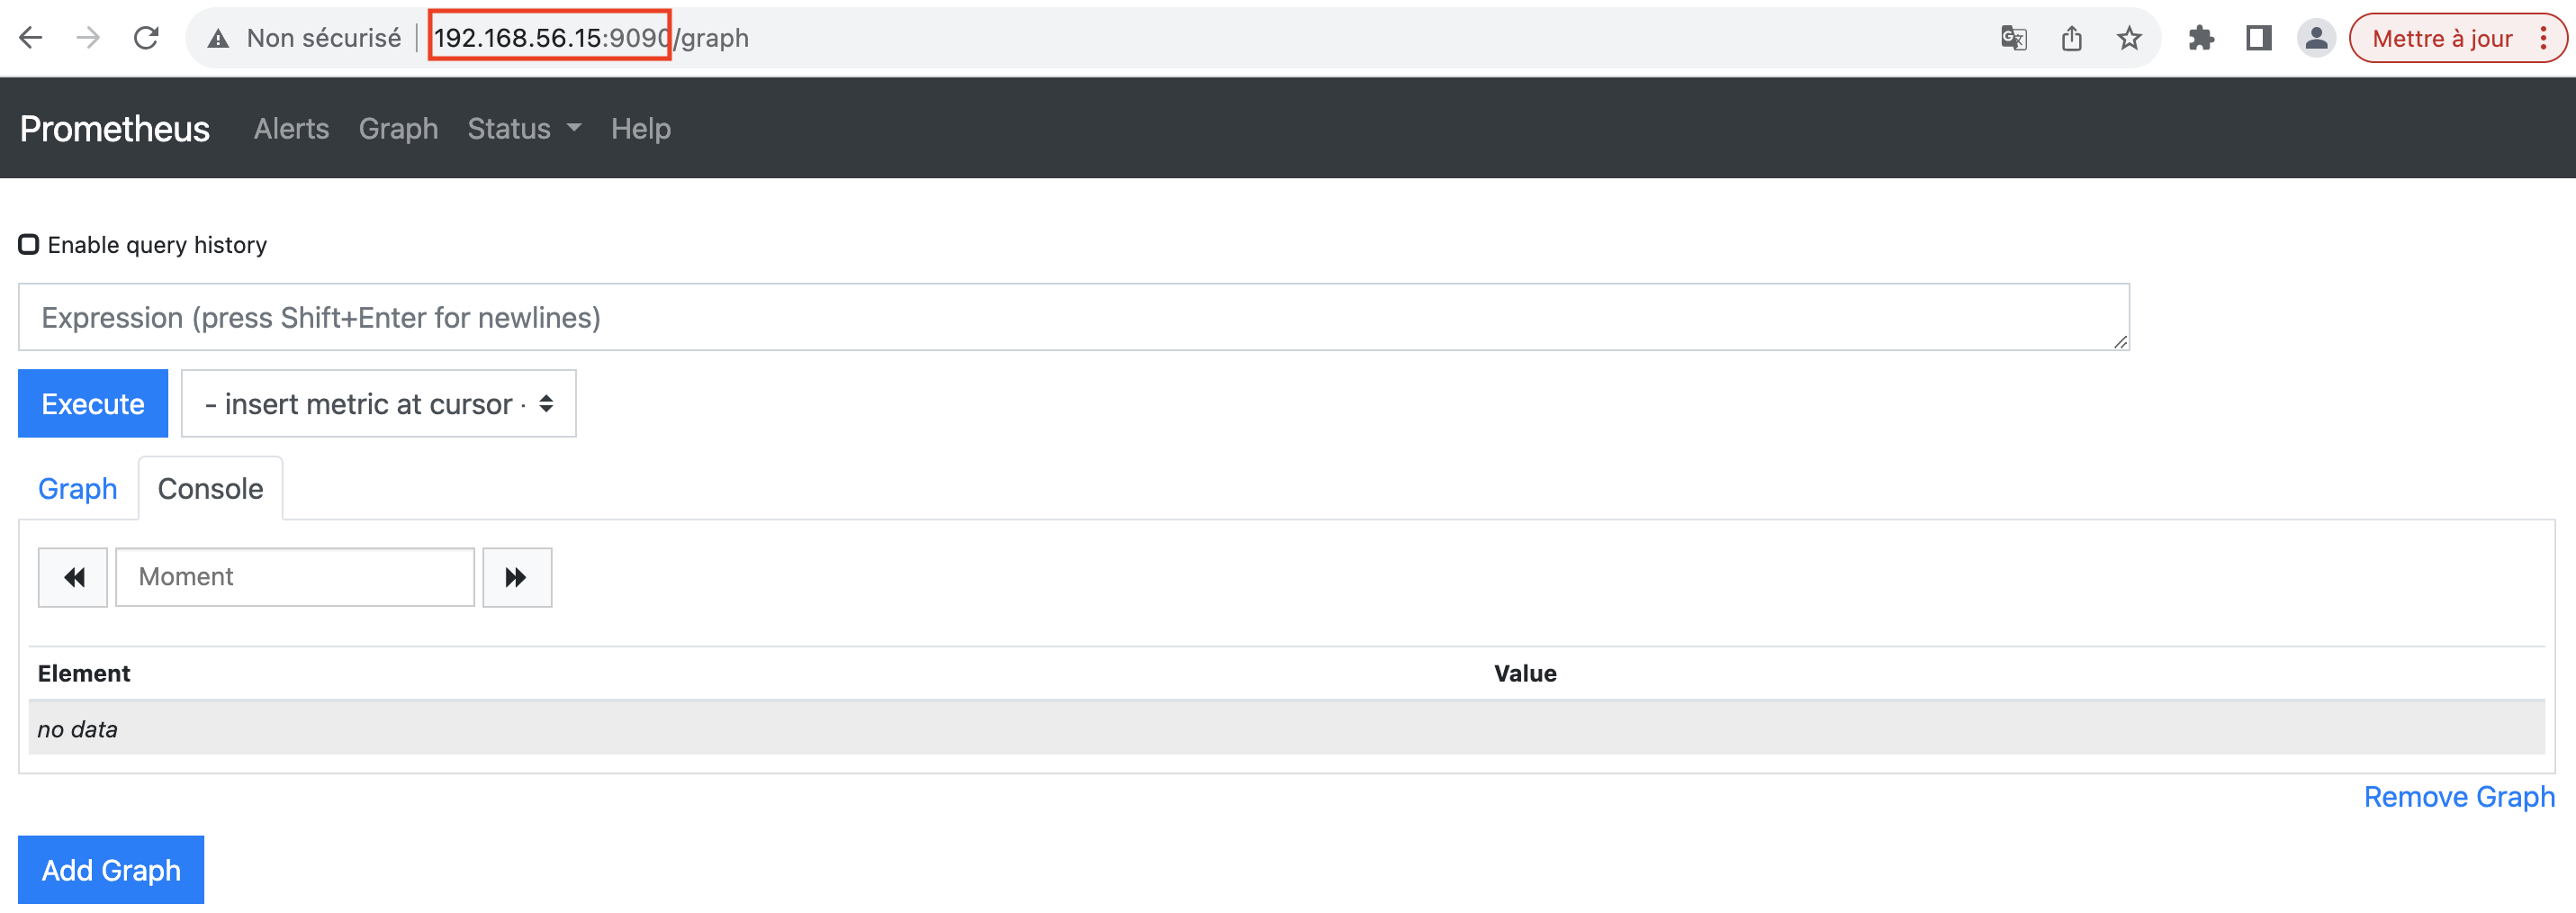 Non sécurisé | 192.168.56.15:9090/graph Mettre à jour
Prometheus Alerts Graph Status Help
Enable query history
Expression (press Shift+Enter for newlines)
Execute - insert metric at cursor -
Graph Console
Moment
Element Value
no data
Remove Graph
Add Graph